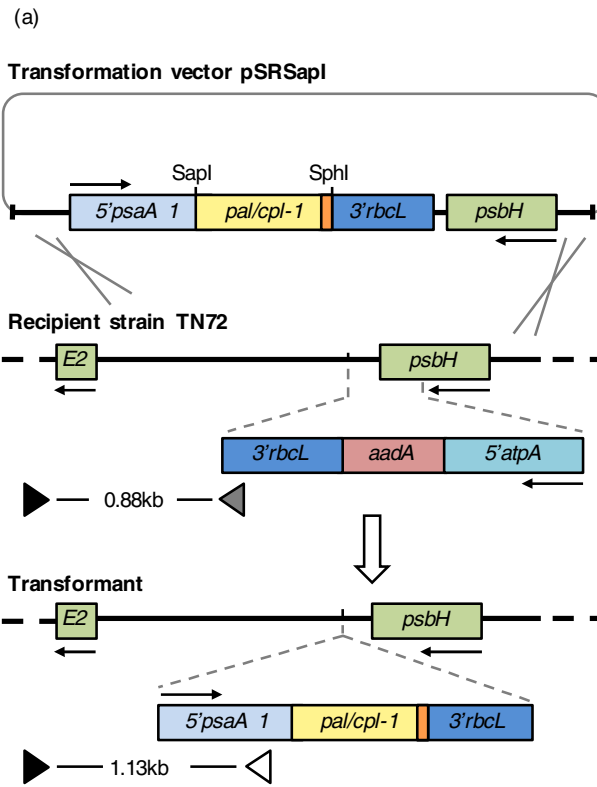 (a)
Transformation vector pSRSapI
SapI SphI
5'psaA 1 pal/cpl-1 3'rbcL psbH
Recipient strain TN72
E2 psbH
3'rbcL aadA 5'atpA
0.88kb
Transformant
E2 psbH
5'psaA 1 pal/cpl-1 3'rbcL
1.13kb